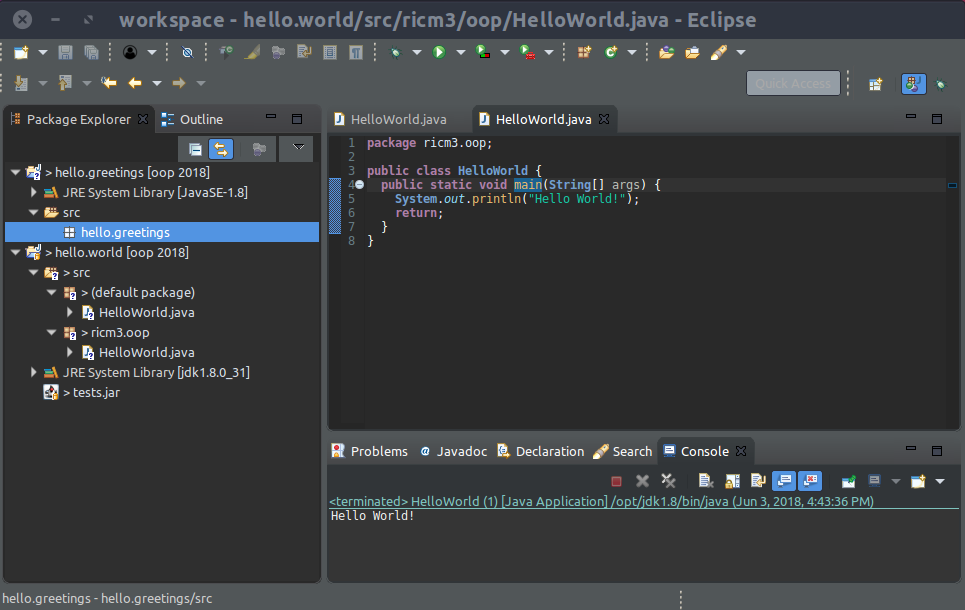 workspace - hello.world/src/ricm3/oop/HelloWorld.java - Eclipse
Quick Access
Package Explorer
Outline
> hello.greetings [oop 2018]
JRE System Library [JavaSE-1.8]
src
hello.greetings
> hello.world [oop 2018]
> src
> (default package)
HelloWorld.java
> ricm3.oop
HelloWorld.java
JRE System Library [jdk1.8.0_31]
> tests.jar
HelloWorld.java
HelloWorld.java
1 package ricm3.oop;
2
3 public class HelloWorld {
4 public static void main(String[] args) {
5 System.out.println("Hello World!");
6 return;
7 }
8 }
Problems @ Javadoc Declaration Search Console
<terminated> HelloWorld (1) [Java Application] /opt/jdk1.8/bin/java (Jun 3, 2018, 4:43:36 PM)
Hello World!
hello.greetings - hello.greetings/src